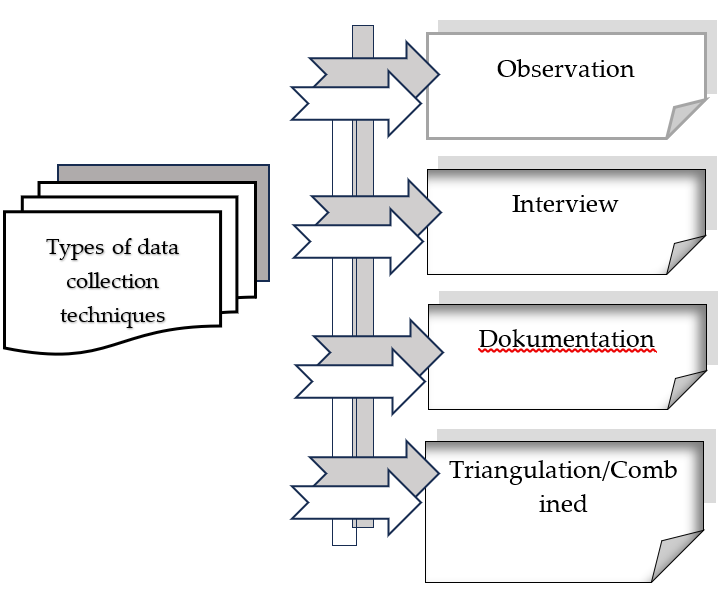 Types of data
collection
techniques
Observation
Interview
Dokumentation
Triangulation/Comb
ined